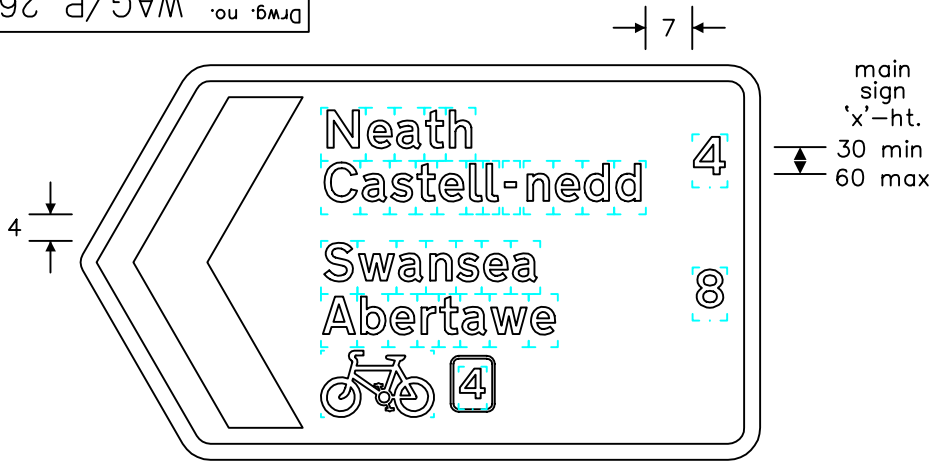 Drwg. no. WAG/P 26
7
main
sign
'x'-ht.
30 min
60 max
4
Neath 4
Castell-nedd
Swansea 8
Abertawe
4